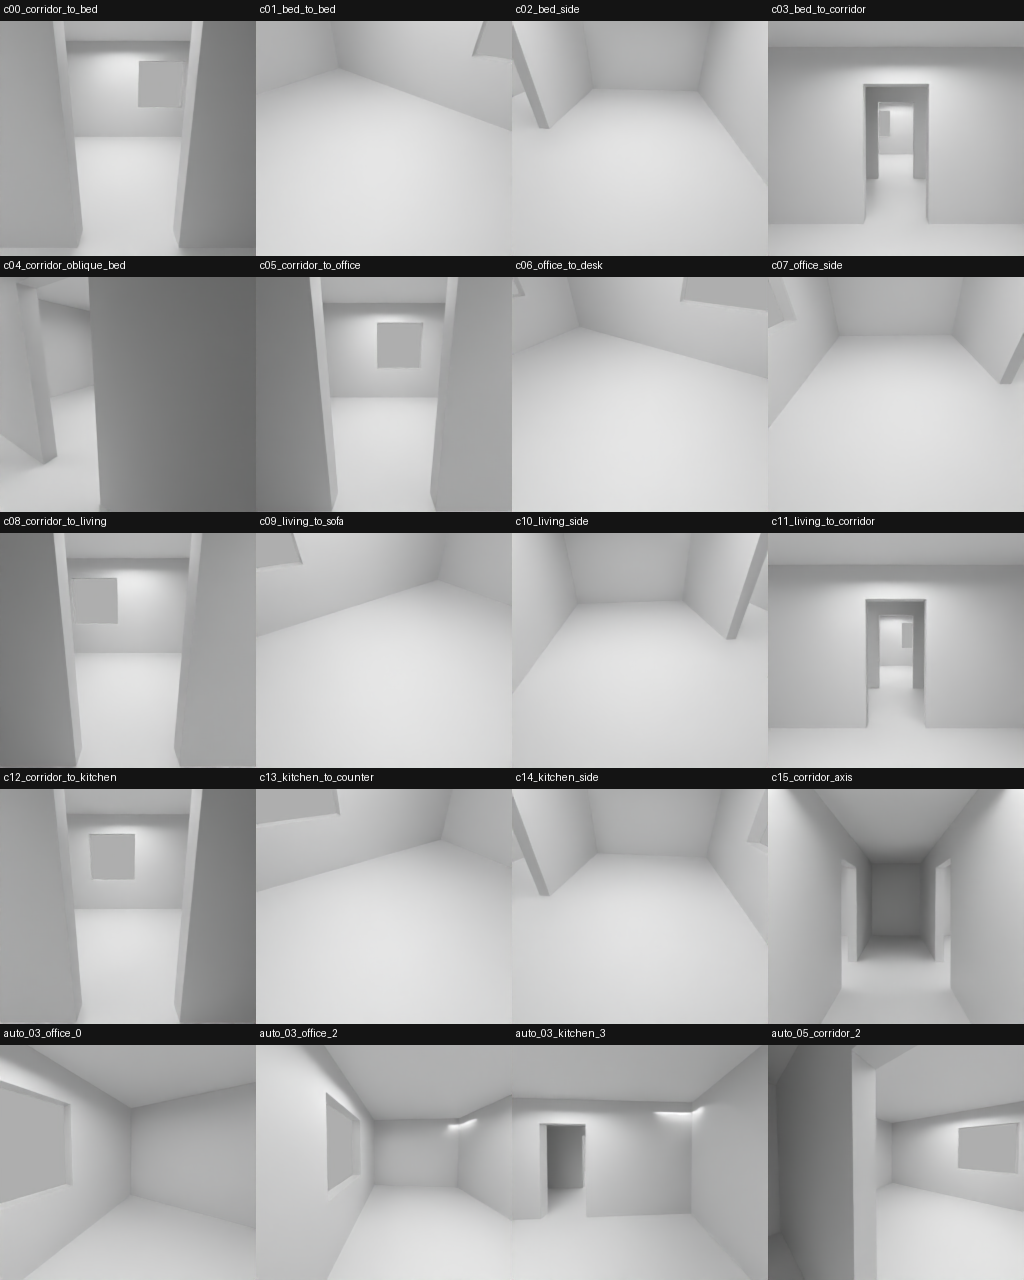 c00_corridor_to_bed
c01_bed_to_bed
c02_bed_side
c03_bed_to_corridor
c04_corridor_oblique_bed
c05_corridor_to_office
c06_office_to_desk
c07_office_side
c08_corridor_to_living
c09_living_to_sofa
c10_living_side
c11_living_to_corridor
c12_corridor_to_kitchen
c13_kitchen_to_counter
c14_kitchen_side
c15_corridor_axis
auto_03_office_0
auto_03_office_2
auto_03_kitchen_3
auto_05_corridor_2